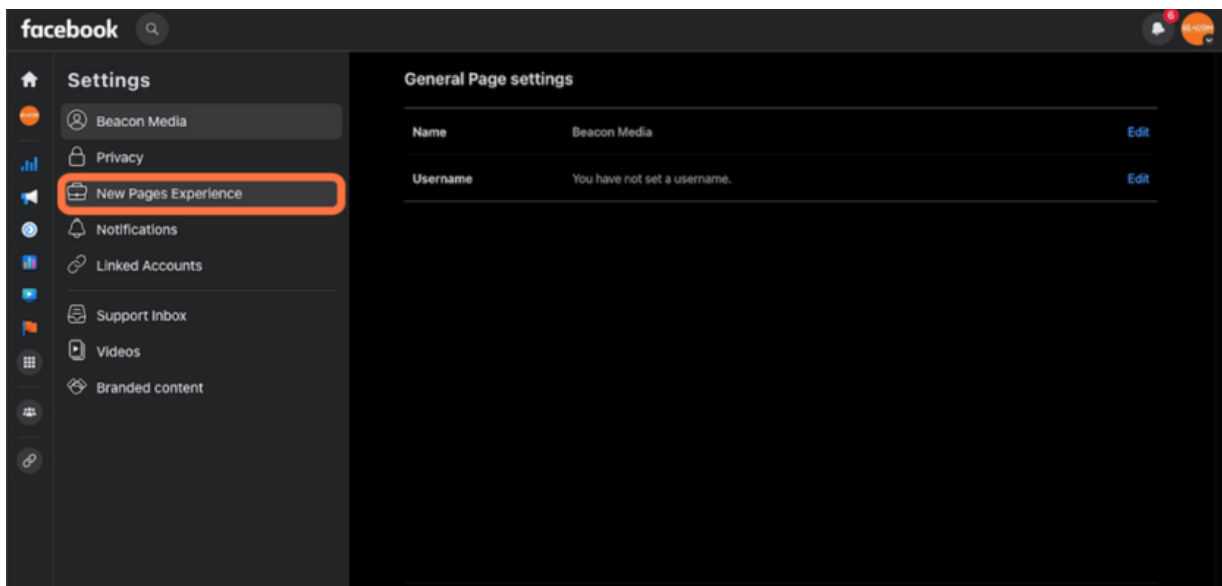 facebook
6
BEACON
Settings
Beacon Media
Privacy
New Pages Experience
Notifications
Linked Accounts
Support Inbox
Videos
Branded content
General Page settings
Name Beacon Media Edit
Username You have not set a username. Edit